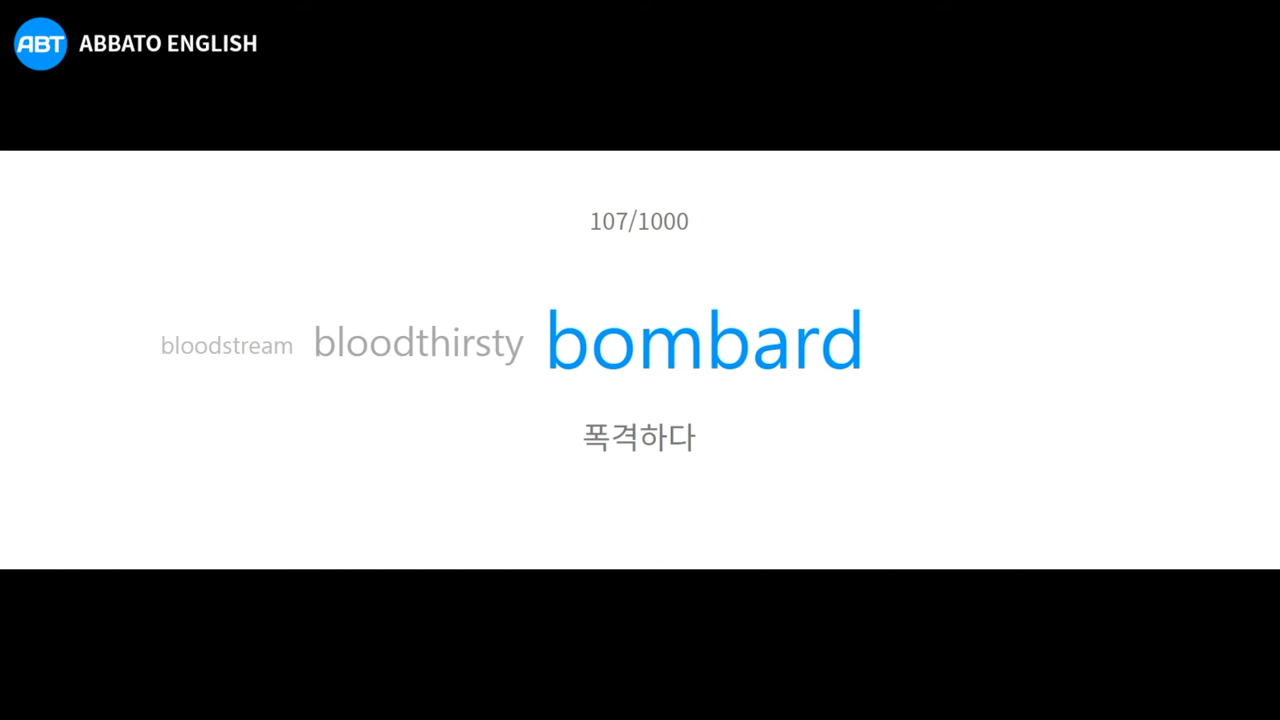 ABT ABBATO ENGLISH
107/1000
bloodstream bloodthirsty bombard
폭격하다